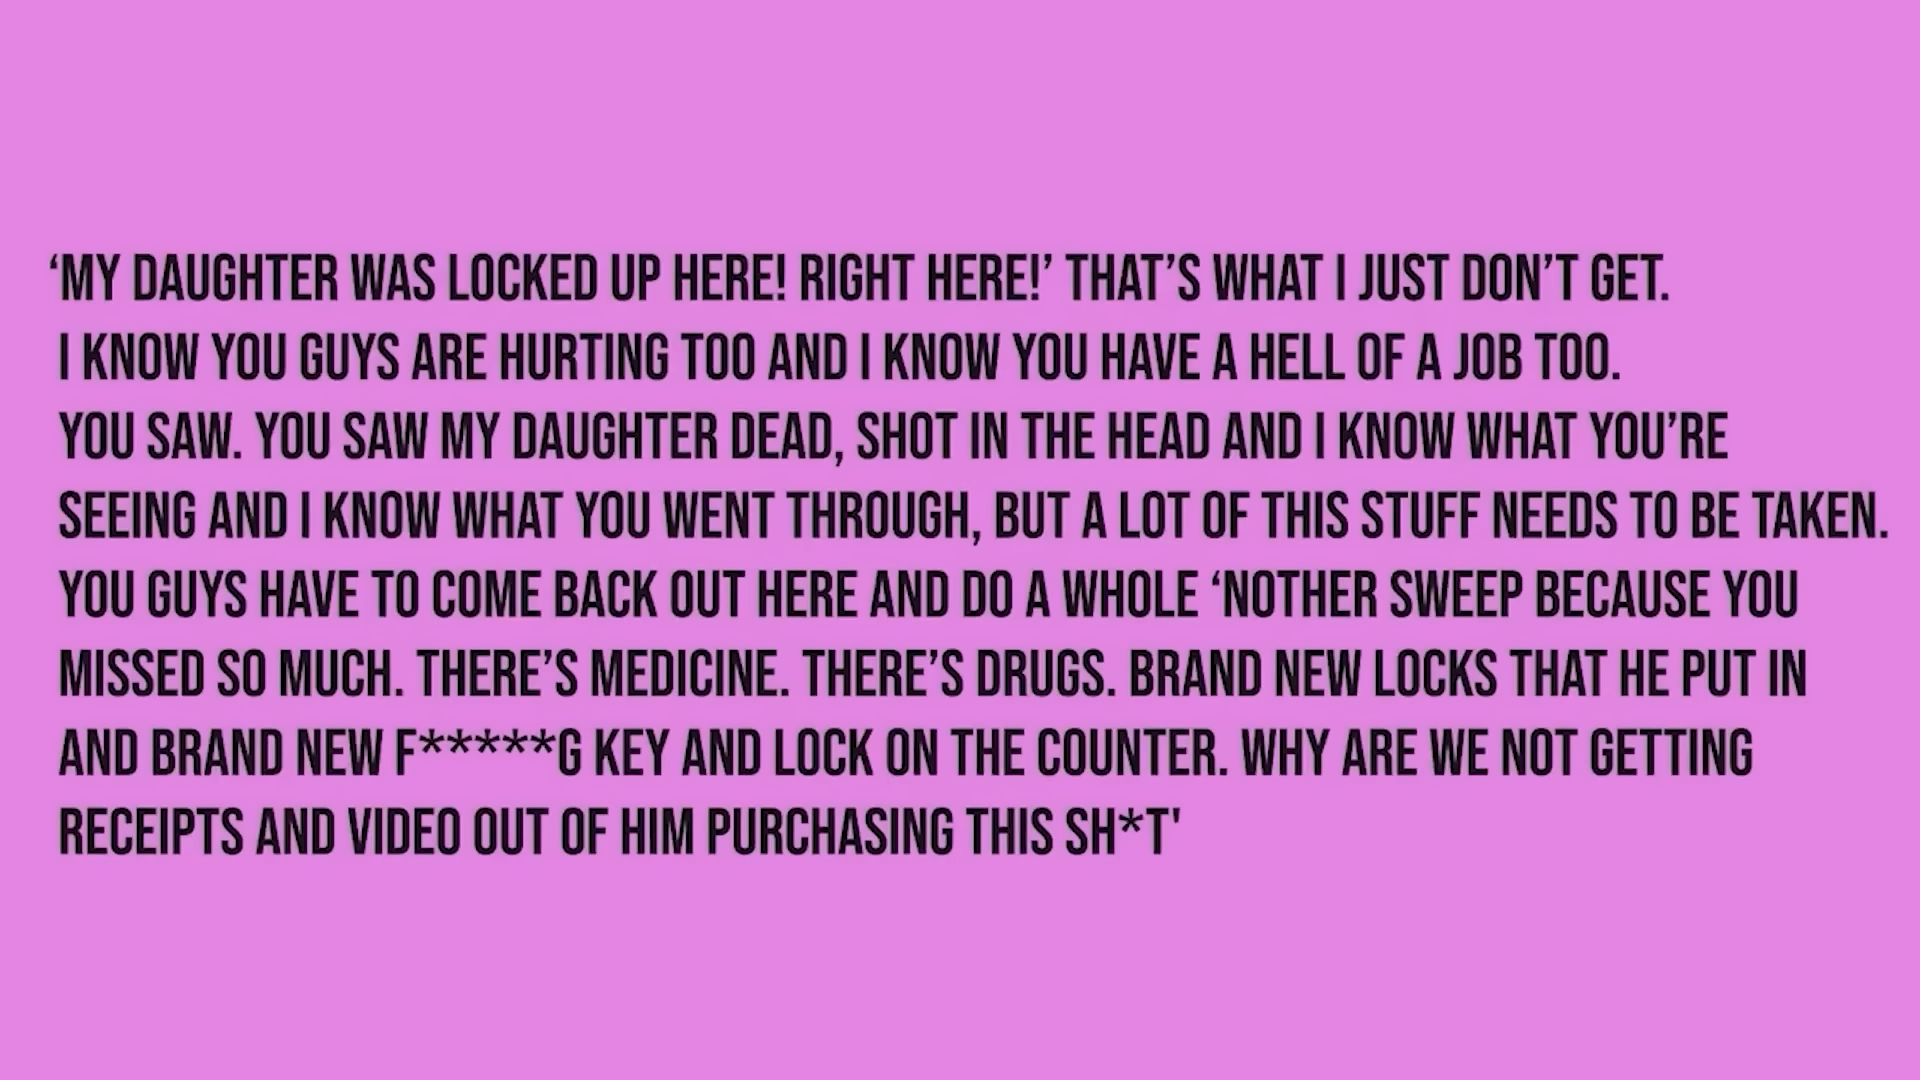 ‘MY DAUGHTER WAS LOCKED UP HERE! RIGHT HERE!’ THAT’S WHAT I JUST DON’T GET.
I KNOW YOU GUYS ARE HURTING TOO AND I KNOW YOU HAVE A HELL OF A JOB TOO.
YOU SAW. YOU SAW MY DAUGHTER DEAD, SHOT IN THE HEAD AND I KNOW WHAT YOU’RE
SEEING AND I KNOW WHAT YOU WENT THROUGH, BUT A LOT OF THIS STUFF NEEDS TO BE TAKEN.
YOU GUYS HAVE TO COME BACK OUT HERE AND DO A WHOLE ‘NOTHER SWEEP BECAUSE YOU
MISSED SO MUCH. THERE’S MEDICINE. THERE’S DRUGS. BRAND NEW LOCKS THAT HE PUT IN
AND BRAND NEW F*****G KEY AND LOCK ON THE COUNTER. WHY ARE WE NOT GETTING
RECEIPTS AND VIDEO OUT OF HIM PURCHASING THIS SH*T'